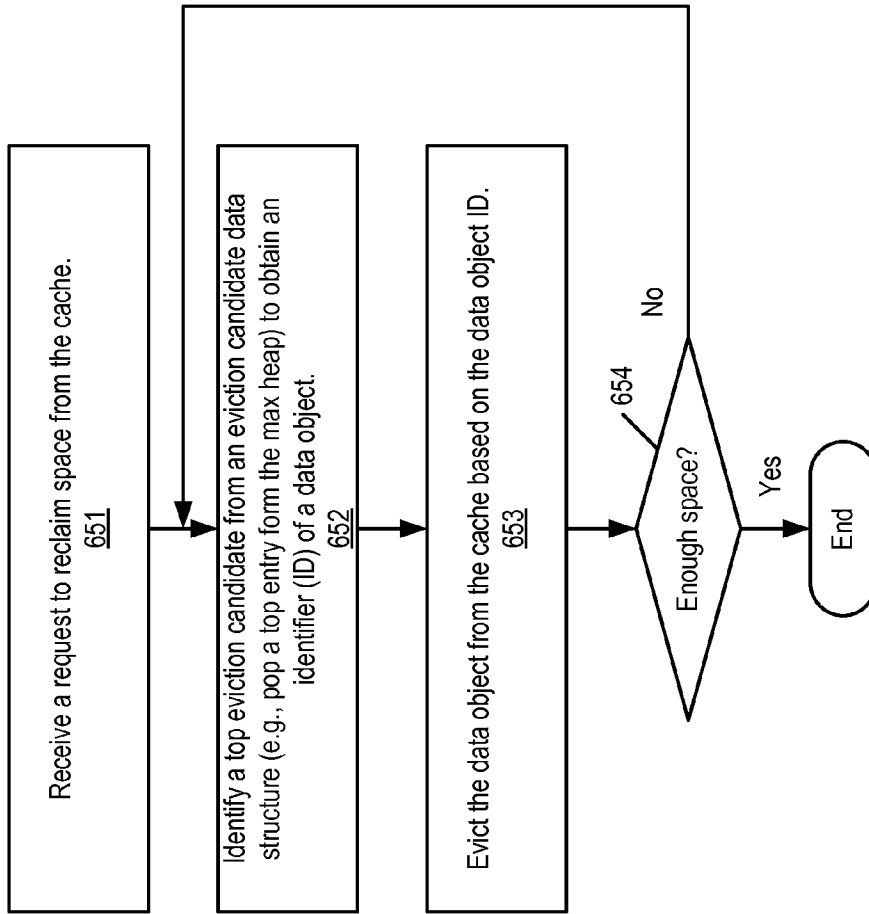 Receive a request to reclaim space from the cache.
651
Identify a top eviction candidate from an eviction candidate data
structure (e.g., pop a top entry form the max heap) to obtain an
identifier (ID) of a data object.
652
Evict the data object from the cache based on the data object ID.
653
654
Enough space?
No
Yes
End